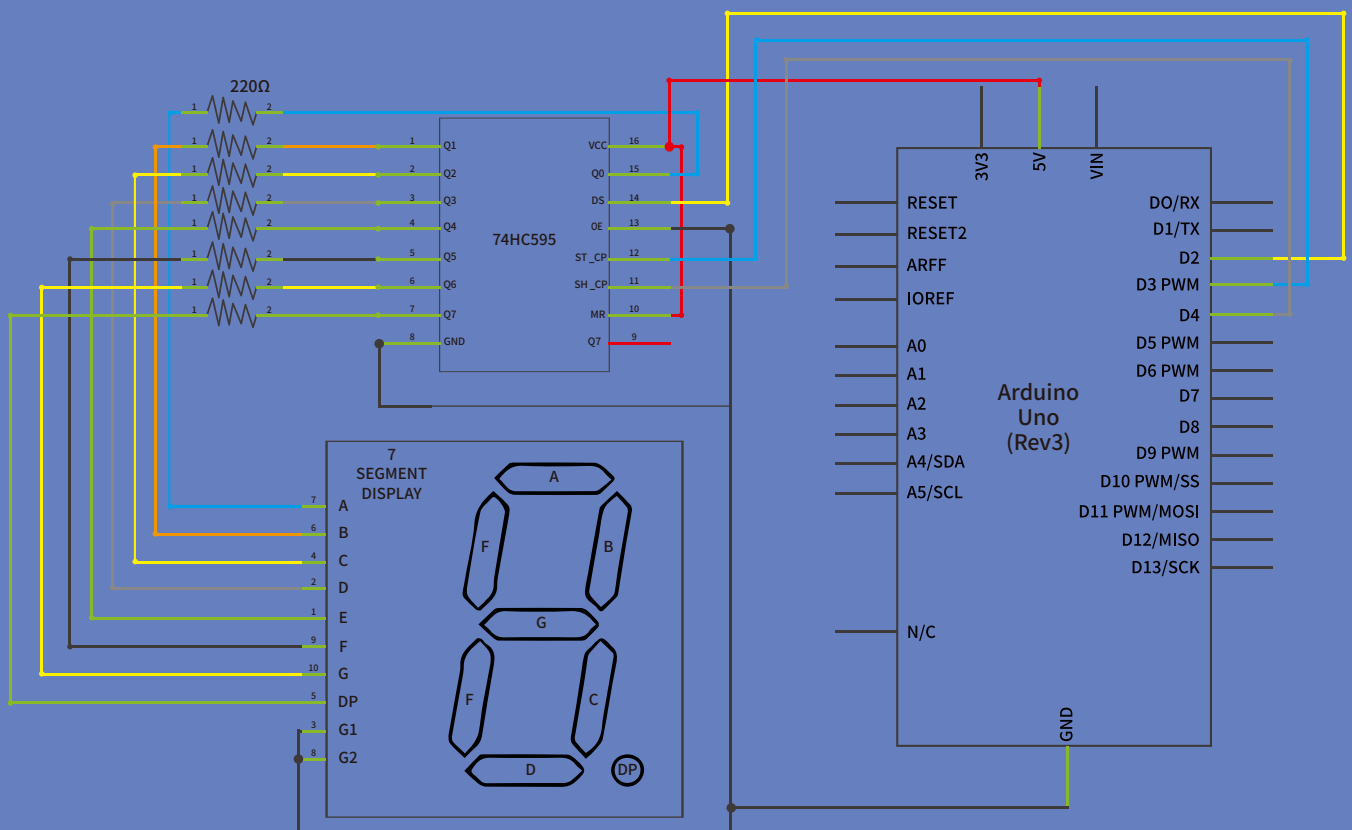 220Ω
1 2
1 2
1 2
1 2
1 2
1 2
1 2
1 2
74HC595
1 Q1
2 Q2
3 Q3
4 Q4
5 Q5
6 Q6
7 Q7
8 GND
VCC 16
Q0 15
DS 14
OE 13
ST_CP 12
SH_CP 11
MR 10
Q7 9
7
SEGMENT
DISPLAY
7 A
6 B
4 C
2 D
1 E
9 F
10 G
5 DP
3 G1
8 G2
A
F
B
G
F
C
D
DP
3V3
5V
VIN
RESET
RESET2
ARFF
IOREF
A0
A1
A2
A3
A4/SDA
A5/SCL
N/C
Arduino
Uno
(Rev3)
DO/RX
D1/TX
D2
D3 PWM
D4
D5 PWM
D6 PWM
D7
D8
D9 PWM
D10 PWM/SS
D11 PWM/MOSI
D12/MISO
D13/SCK
GND